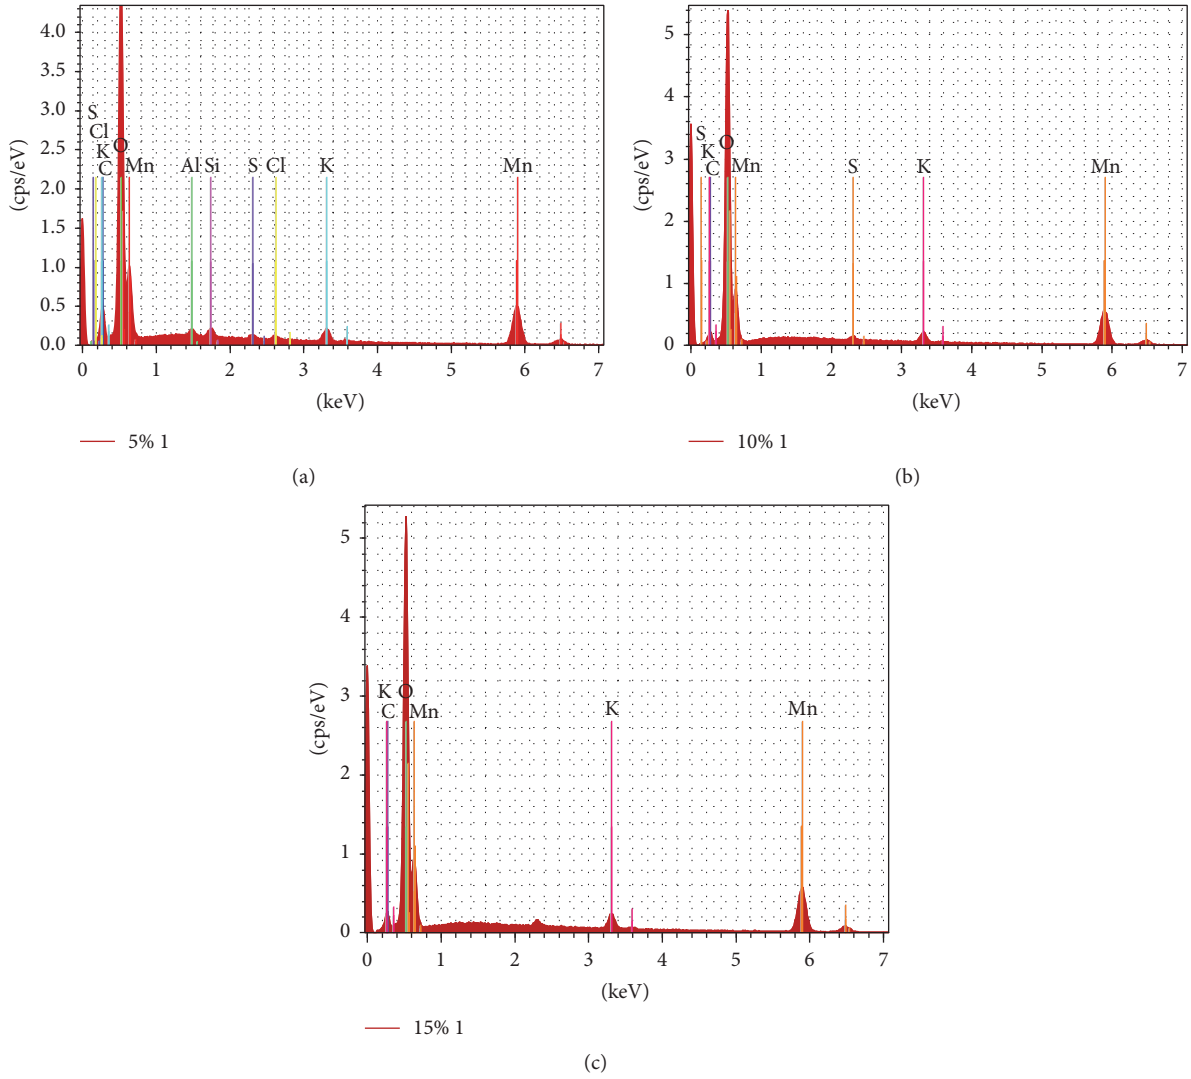 4.0
3.5
3.0
2.5
2.0
1.5
1.0
0.5
0.0
(cps/eV)
S
Cl
K
C
O
Mn
Al
Si
S
Cl
K
Mn
0 1 2 3 4 5 6 7
(keV)
5% 1
(a)
5
4
3
2
1
0
(cps/eV)
S
K
C
O
Mn
S
K
Mn
0 1 2 3 4 5 6 7
(keV)
10% 1
(b)
5
4
3
2
1
0
(cps/eV)
K
C
O
Mn
K
Mn
0 1 2 3 4 5 6 7
(keV)
15% 1
(c)